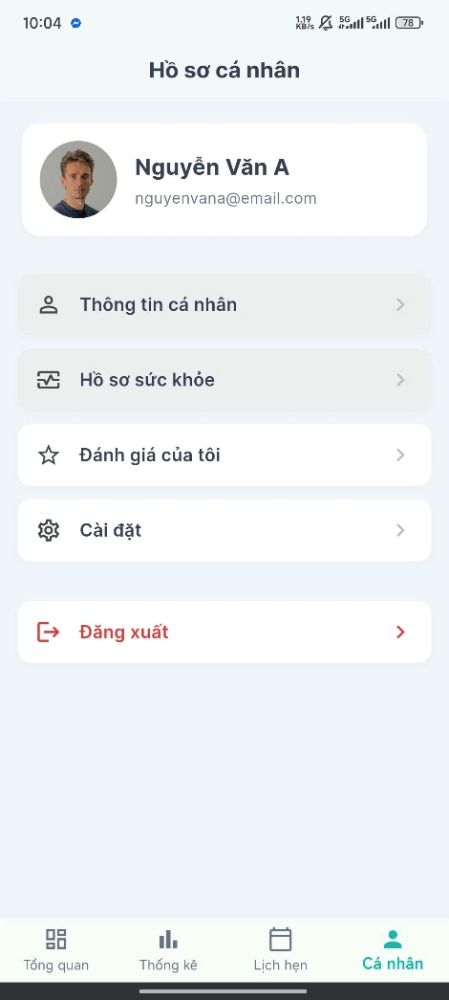 10:04
1.19 KB/s 5G 5G 78
Hồ sơ cá nhân
Nguyễn Văn A
nguyenvana@email.com
Thông tin cá nhân
Hồ sơ sức khỏe
Đánh giá của tôi
Cài đặt
Đăng xuất
Tổng quan
Thống kê
Lịch hẹn
Cá nhân